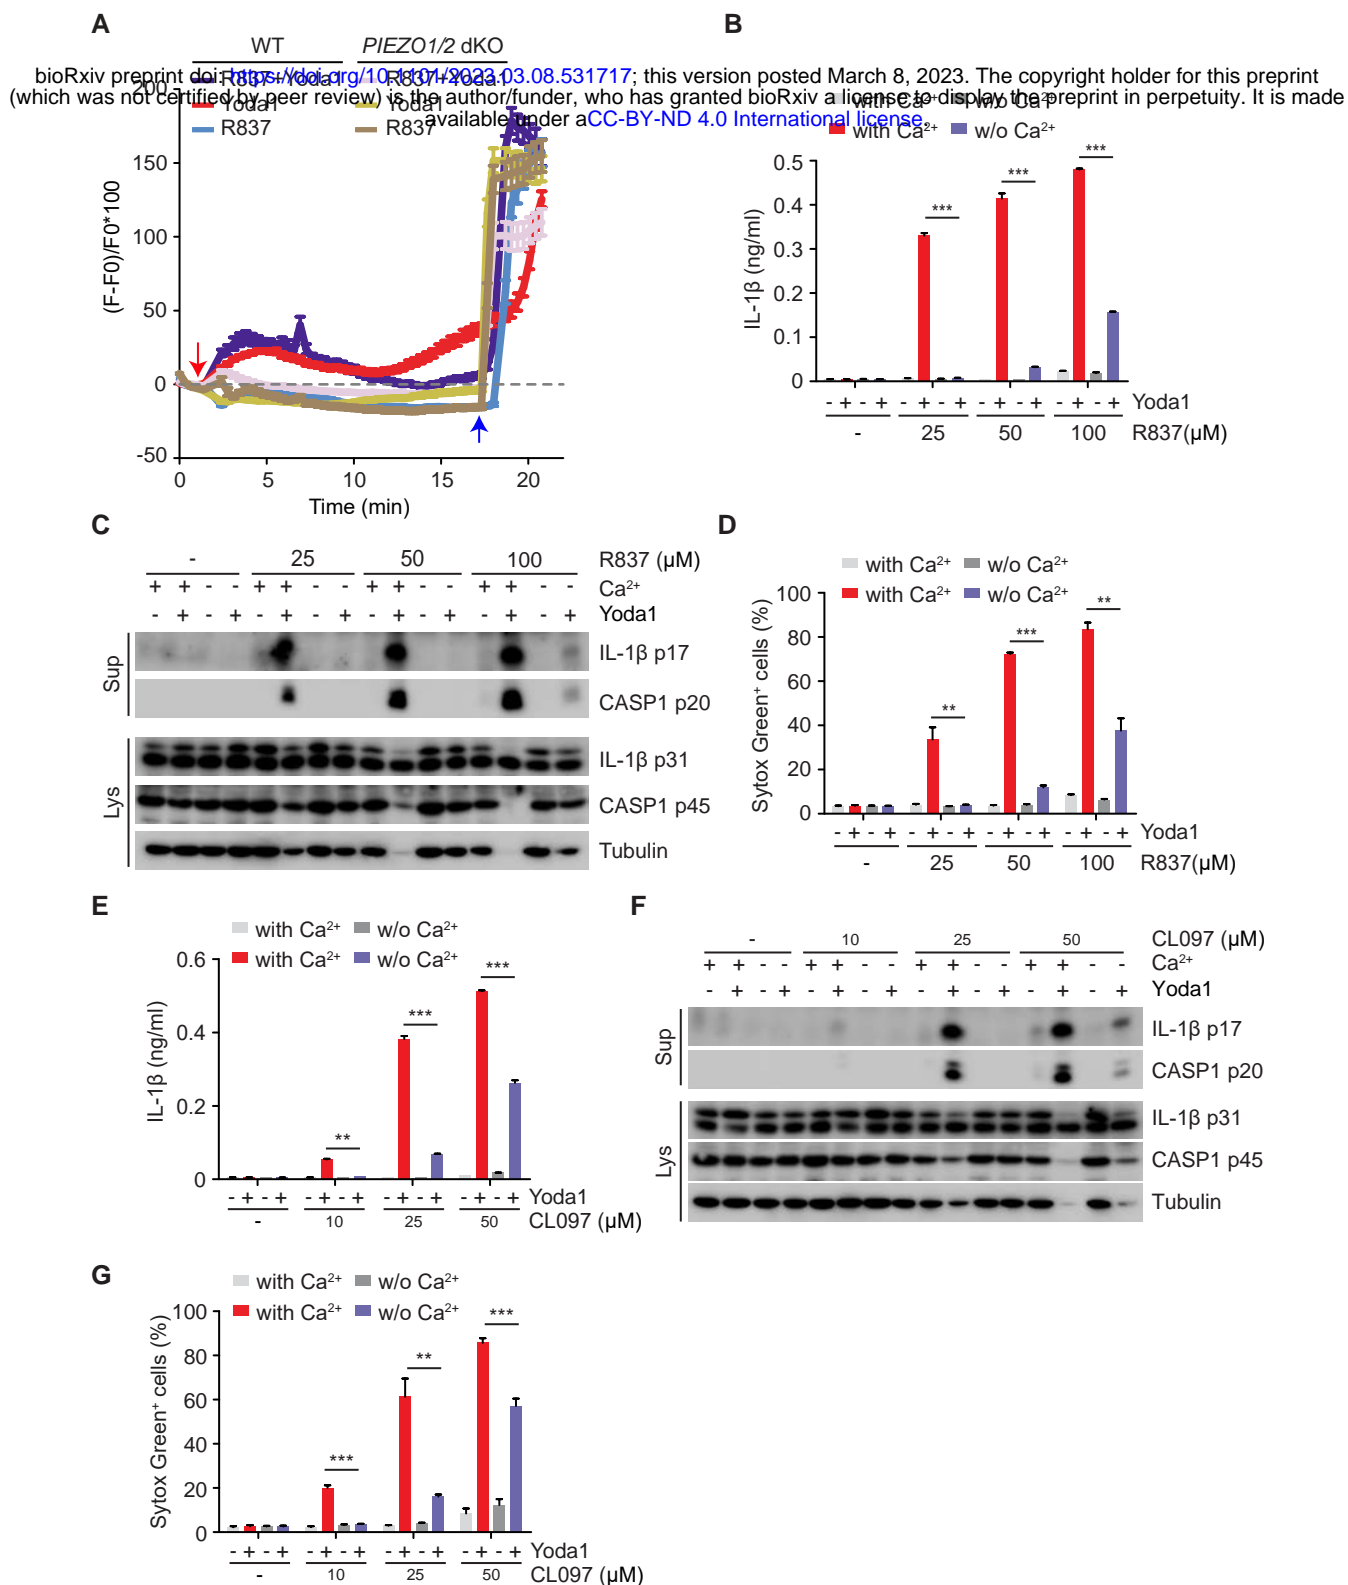 A
WT PIEZO1/2 dKO
R837+Yoda1 R837+Yoda1
Yoda1 Yoda1
R837 R837
bioRxiv preprint doi: https://doi.org/10.1101/2023.03.08.531717; this version posted March 8, 2023. The copyright holder for this preprint
(which was not certified by peer review) is the author/funder, who has granted bioRxiv a license to display the preprint in perpetuity. It is made
available under aCC-BY-ND 4.0 International license.
(F-F0)/F0*100
200
150
100
50
0
-50
0 5 10 15 20
Time (min)
B
with Ca²⁺ w/o Ca²⁺
with Ca²⁺ w/o Ca²⁺
IL-1β (ng/ml)
0.5
0.4
0.3
0.2
0.1
0
*** *** ***
- + - + - + - + - + - + - + - + Yoda1
- 25 50 100 R837(µM)
C
- 25 50 100 R837 (µM)
+ + - - + + - - + + - - + + - - Ca²⁺
- + - + - + - + - + - + - + - + Yoda1
Sup
IL-1β p17
CASP1 p20
Lys
IL-1β p31
CASP1 p45
Tubulin
D
with Ca²⁺ w/o Ca²⁺
with Ca²⁺ w/o Ca²⁺
Sytox Green⁺ cells (%)
100
80
60
40
20
0
** *** **
- + - + - + - + - + - + - + - + Yoda1
- 25 50 100 R837(µM)
E
with Ca²⁺ w/o Ca²⁺
with Ca²⁺ w/o Ca²⁺
IL-1β (ng/ml)
0.6
0.4
0.2
0
** *** ***
- + - + - + - + - + - + - + - + Yoda1
- 10 25 50 CL097 (µM)
F
- 10 25 50 CL097 (µM)
+ + - - + + - - + + - - + + - - Ca²⁺
- + - + - + - + - + - + - + - + Yoda1
Sup
IL-1β p17
CASP1 p20
Lys
IL-1β p31
CASP1 p45
Tubulin
G
with Ca²⁺ w/o Ca²⁺
with Ca²⁺ w/o Ca²⁺
Sytox Green⁺ cells (%)
100
80
60
40
20
0
*** ** ***
- + - + - + - + - + - + - + - + Yoda1
- 10 25 50 CL097 (µM)